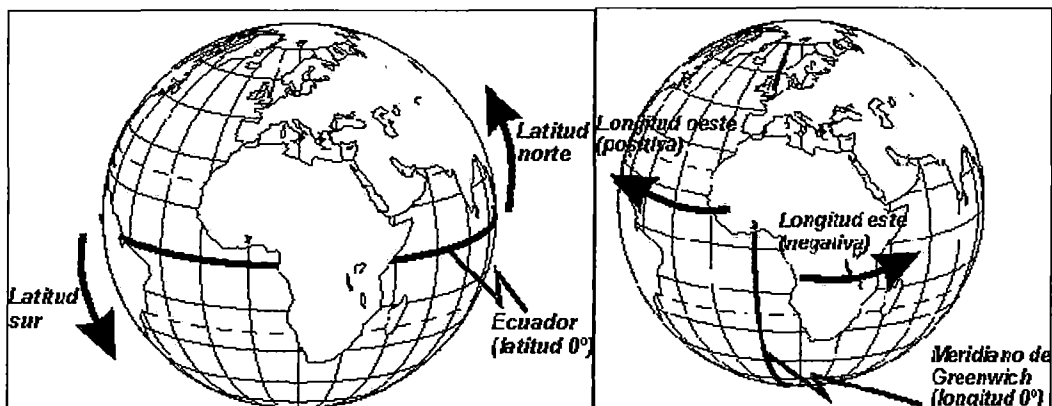 Latitud
norte
Latitud
sur
Ecuador
(latitud 0º)
Longitud oeste
(positiva)
Longitud este
(negativa)
Meridiano de
Greenwich
(longitud 0º)